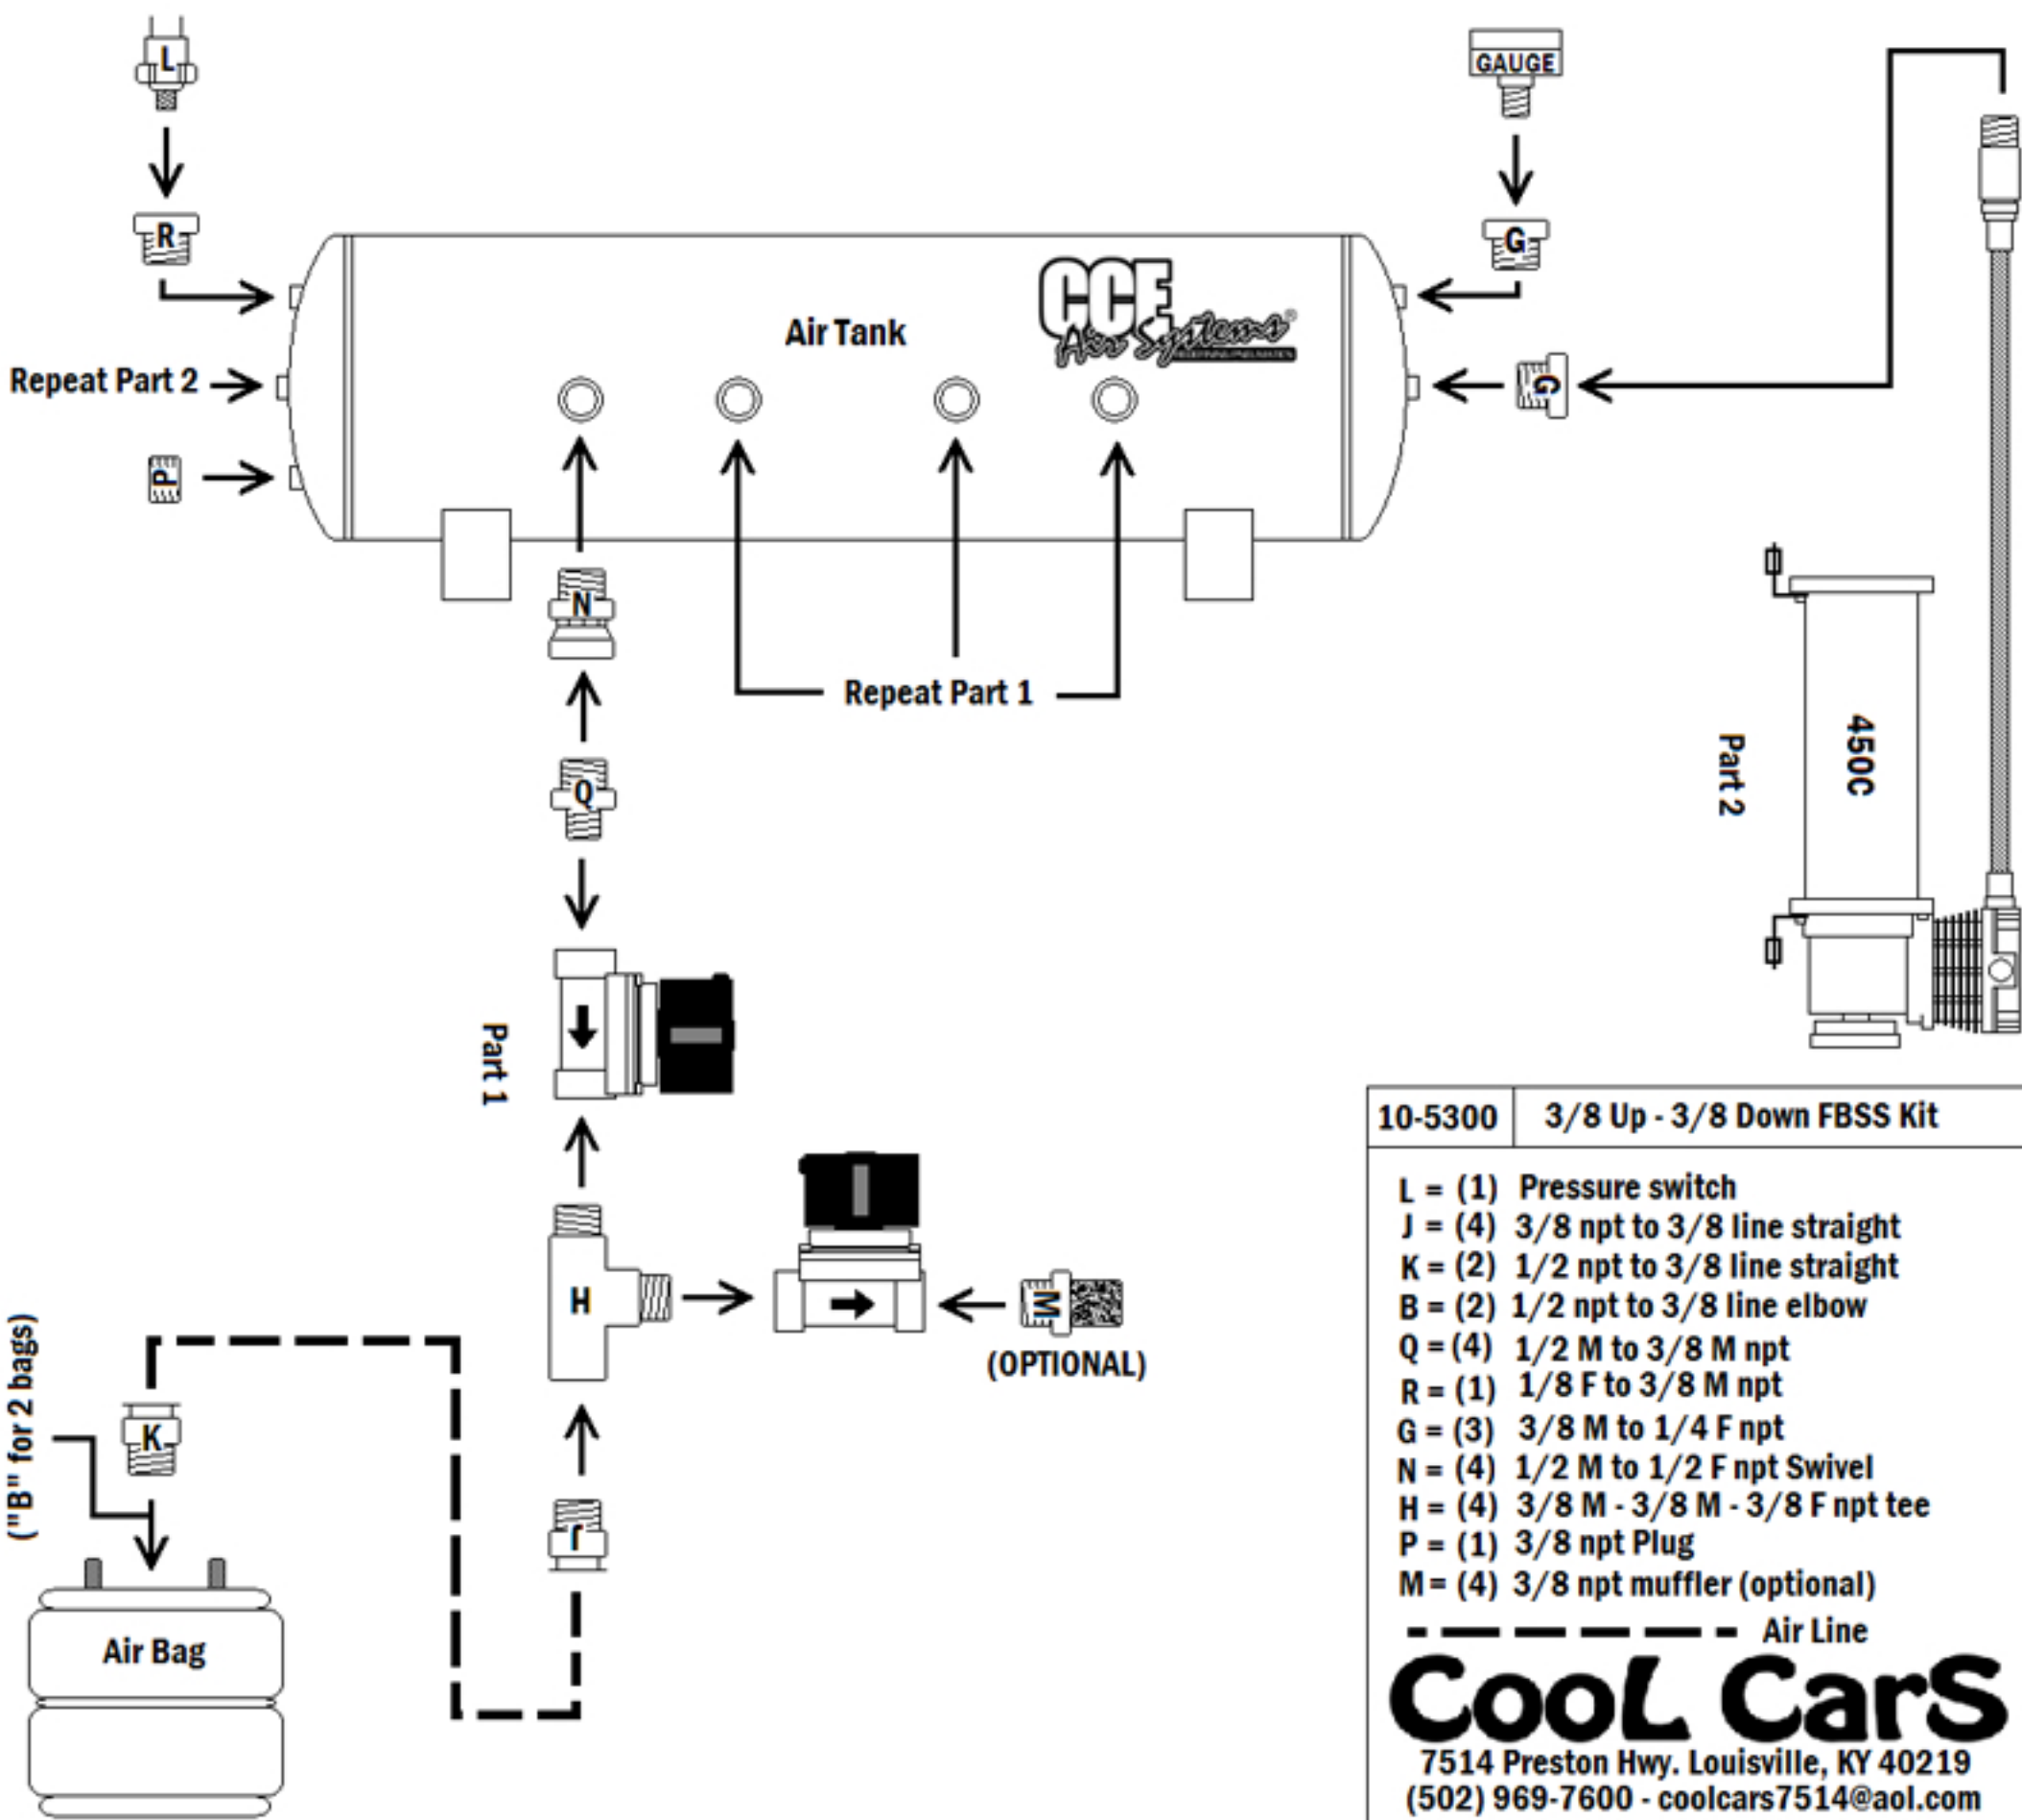 L
GAUGE
R
G
CCE
Air Systems®
Air Tank
Repeat Part 2
G
P
N
Repeat Part 1
Q
450C
Part 2
Part 1
H
M
(OPTIONAL)
("B" for 2 bags)
K
J
Air Bag
10-5300 3/8 Up - 3/8 Down FBSS Kit
L = (1) Pressure switch
J = (4) 3/8 npt to 3/8 line straight
K = (2) 1/2 npt to 3/8 line straight
B = (2) 1/2 npt to 3/8 line elbow
Q = (4) 1/2 M to 3/8 M npt
R = (1) 1/8 F to 3/8 M npt
G = (3) 3/8 M to 1/4 F npt
N = (4) 1/2 M to 1/2 F npt Swivel
H = (4) 3/8 M - 3/8 M - 3/8 F npt tee
P = (1) 3/8 npt Plug
M = (4) 3/8 npt muffler (optional)
Air Line
CooL CarS
7514 Preston Hwy. Louisville, KY 40219
(502) 969-7600 - coolcars7514@aol.com